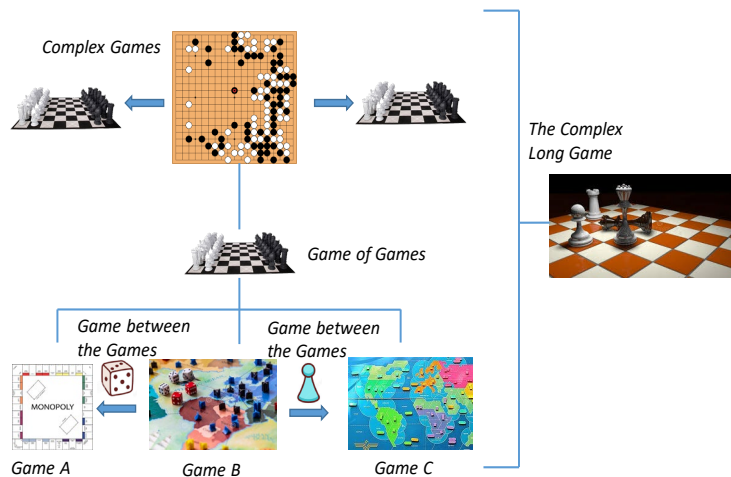 Complex Games
The Complex
Long Game
Game of Games
Game between
the Games
Game between
the Games
MONOPOLY
Game A
Game B
Game C